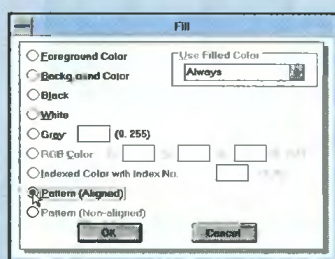 Fill
Foreground Color
Use Filled Color
Background Color
Always
Black
White
Gray (0. 255)
RGB Color
Indexed Color with Index No.
Pattern (Aligned)
Pattern (Non-aligned)
OK Cancel